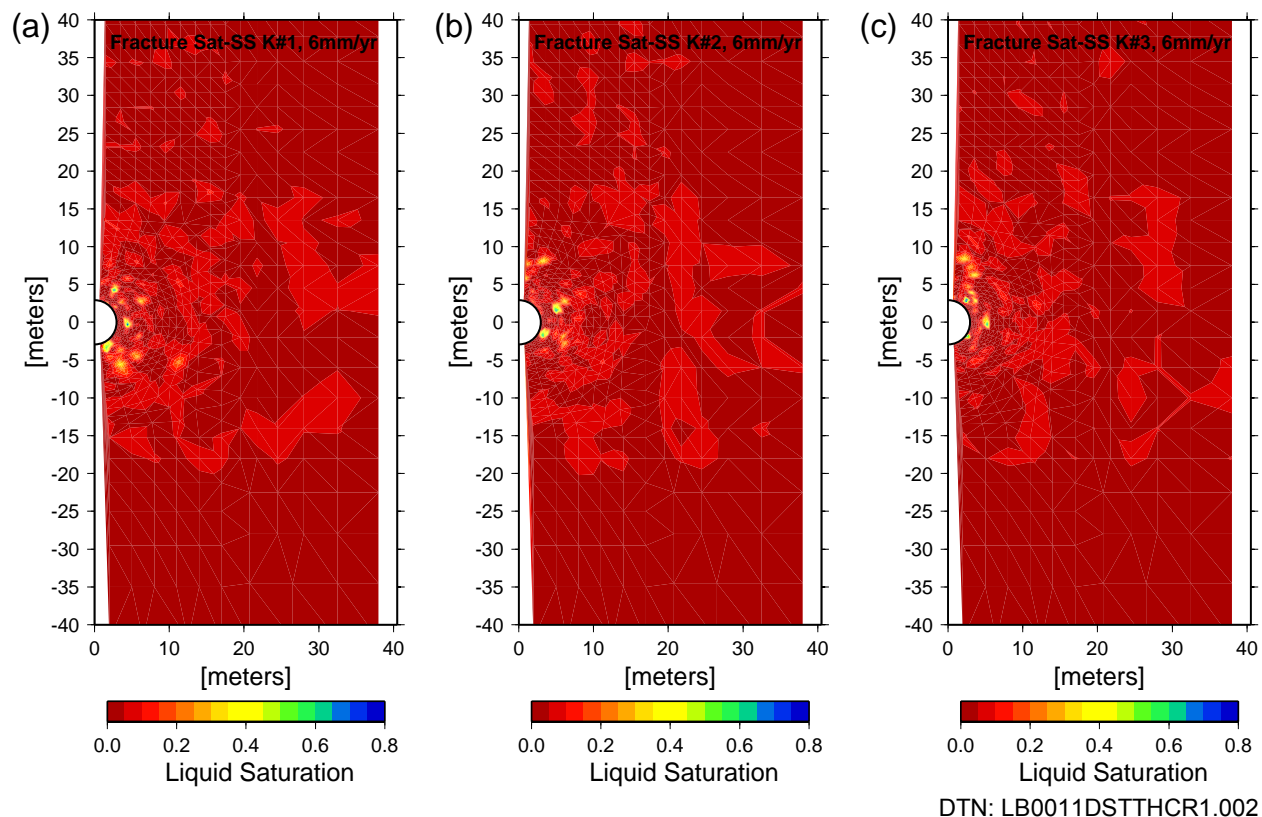 (a)
Fracture Sat-SS K#1, 6mm/yr
40
35
30
25
20
15
10
5
0
-5
-10
-15
-20
-25
-30
-35
-40
[meters]
0 10 20 30 40
[meters]
0.0 0.2 0.4 0.6 0.8
Liquid Saturation
(b)
Fracture Sat-SS K#2, 6mm/yr
40
35
30
25
20
15
10
5
0
-5
-10
-15
-20
-25
-30
-35
-40
[meters]
0 10 20 30 40
[meters]
0.0 0.2 0.4 0.6 0.8
Liquid Saturation
(c)
Fracture Sat-SS K#3, 6mm/yr
40
35
30
25
20
15
10
5
0
-5
-10
-15
-20
-25
-30
-35
-40
[meters]
0 10 20 30 40
[meters]
0.0 0.2 0.4 0.6 0.8
Liquid Saturation
DTN: LB0011DSTTHCR1.002